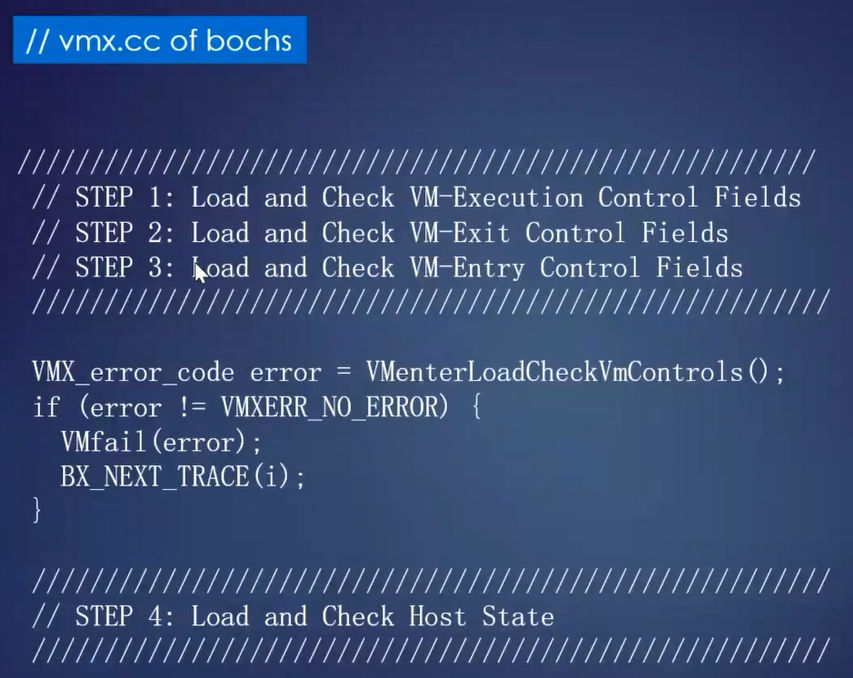 // vmx.cc of bochs
///////////////////////////////////////////////////////
// STEP 1: Load and Check VM-Execution Control Fields
// STEP 2: Load and Check VM-Exit Control Fields
// STEP 3: Load and Check VM-Entry Control Fields
///////////////////////////////////////////////////////
VMX_error_code error = VMenterLoadCheckVmControls();
if (error != VMXERR_NO_ERROR) {
VMfail(error);
BX_NEXT_TRACE(i);
}
///////////////////////////////////////////////////////
// STEP 4: Load and Check Host State
///////////////////////////////////////////////////////